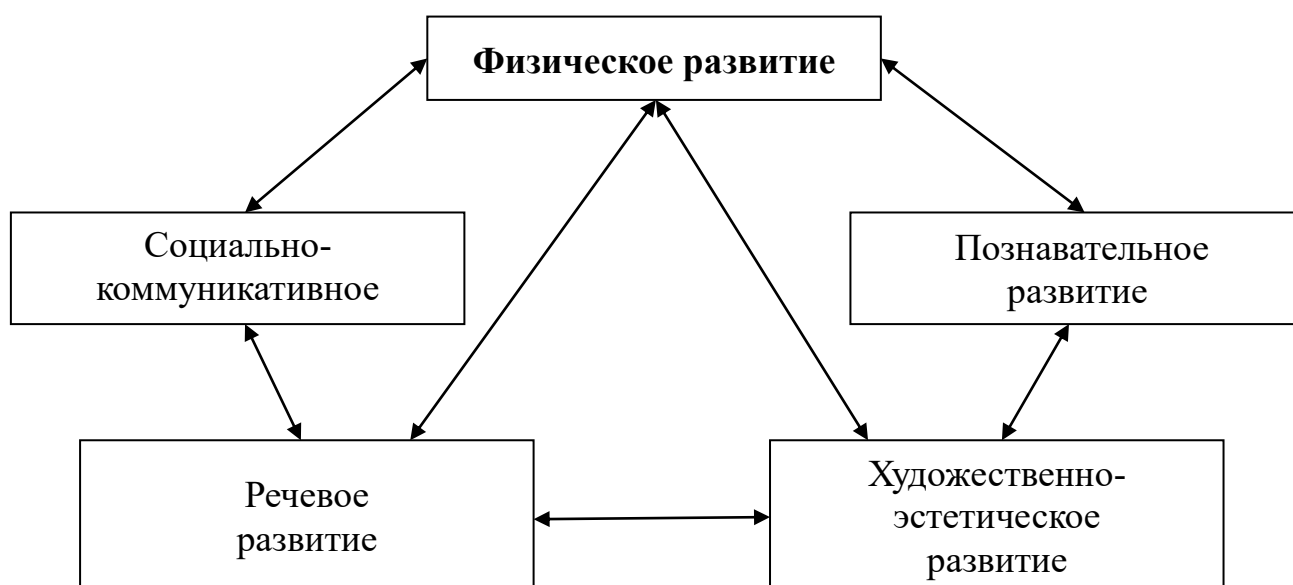 Физическое развитие
Социально-
коммуникативное
Познавательное
развитие
Речевое
развитие
Художественно-
эстетическое
развитие